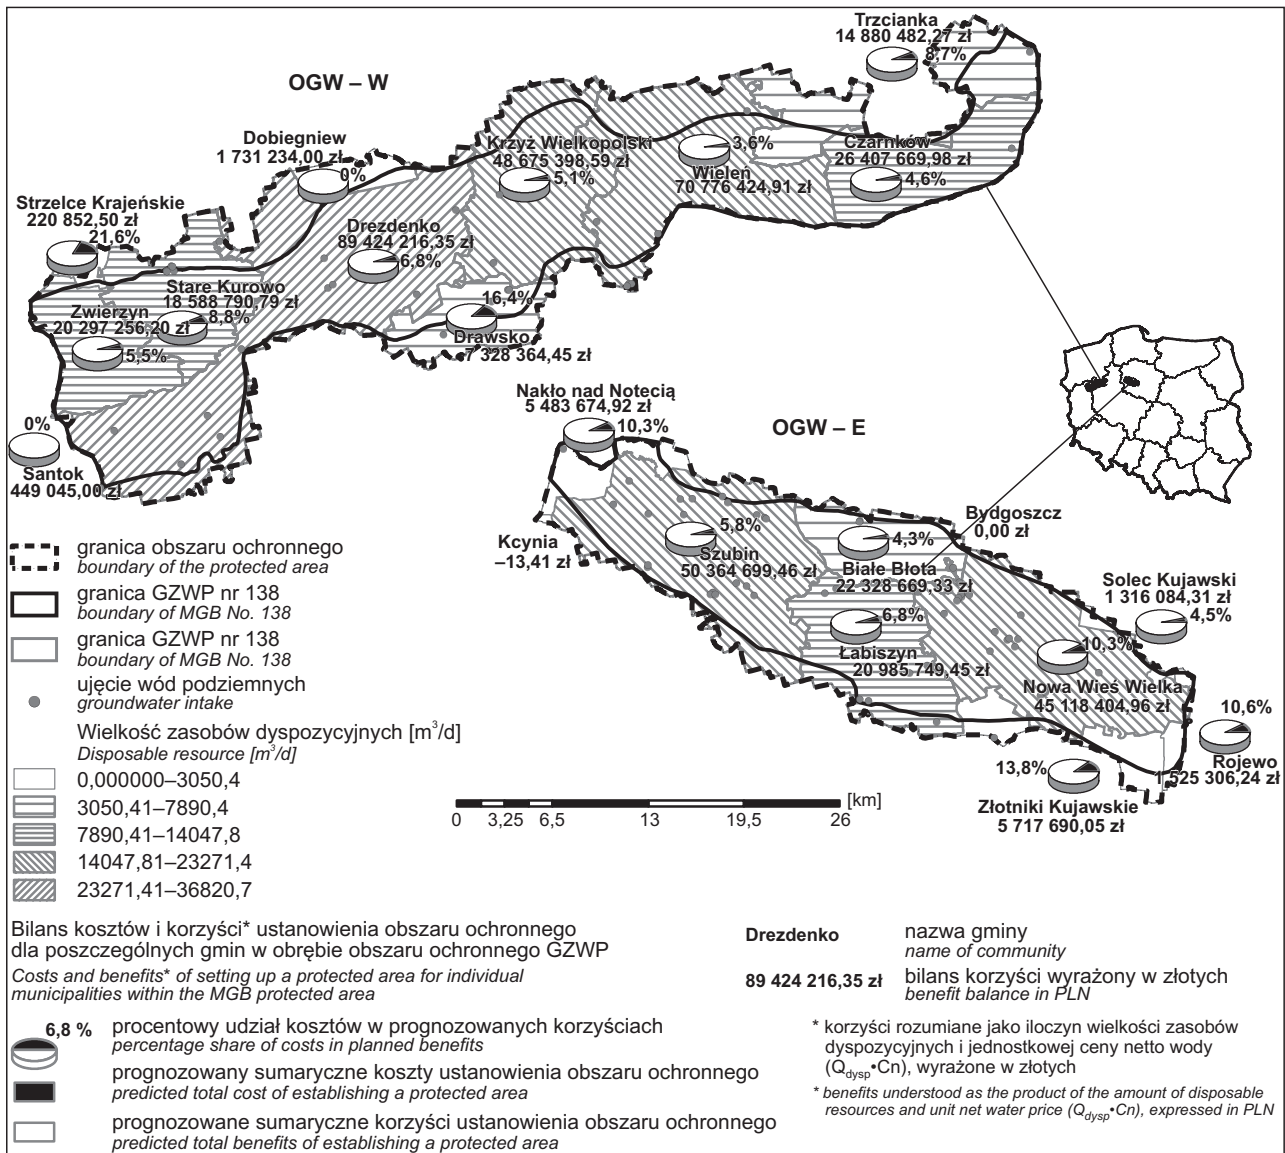 Trzcianka
14 880 482,27 zł
8,7%
OGW – W
Dobiegniew
1 731 234,00 zł
0%
Krzyż Wielkopolski
48 675 398,59 zł
5,1%
3,6%
Wieleń
70 776 424,91 zł
Czarnków
26 407 669,98 zł
4,6%
Strzelce Krajeńskie
220 852,50 zł
21,6%
Drezdenko
89 424 216,35 zł
6,8%
Stare Kurowo
18 588 790,79 zł
8,8%
Zwierzyn
20 297 256,20 zł
5,5%
16,4%
Drawsko
7 328 364,45 zł
0%
Santok
449 045,00 zł
Nakło nad Notecią
5 483 674,92 zł
10,3%
OGW – E
Kcynia
–13,41 zł
5,8%
Szubin
50 364 699,46 zł
4,3%
Białe Błota
22 328 669,33 zł
Bydgoszcz
0,00 zł
Solec Kujawski
1 316 084,31 zł
4,5%
6,8%
Łabiszyn
20 985 749,45 zł
10,3%
Nowa Wieś Wielka
45 118 404,96 zł
10,6%
Rojewo
1 525 306,24 zł
13,8%
Złotniki Kujawskie
5 717 690,05 zł
granica obszaru ochronnego
boundary of the protected area
granica GZWP nr 138
boundary of MGB No. 138
granica GZWP nr 138
boundary of MGB No. 138
ujęcie wód podziemnych
groundwater intake
Wielkość zasobów dyspozycyjnych [m³/d]
Disposable resource [m³/d]
0,000000–3050,4
3050,41–7890,4
7890,41–14047,8
14047,81–23271,4
23271,41–36820,7
[km]
0 3,25 6,5 13 19,5 26
Bilans kosztów i korzyści* ustanowienia obszaru ochronnego
dla poszczególnych gmin w obrębie obszaru ochronnego GZWP
Costs and benefits* of setting up a protected area for individual
municipalities within the MGB protected area
6,8 % procentowy udział kosztów w prognozowanych korzyściach
percentage share of costs in planned benefits
prognozowany sumaryczne koszty ustanowienia obszaru ochronnego
predicted total cost of establishing a protected area
prognozowane sumaryczne korzyści ustanowienia obszaru ochronnego
predicted total benefits of establishing a protected area
Drezdenko nazwa gminy
name of community
89 424 216,35 zł bilans korzyści wyrażony w złotych
benefit balance in PLN
* korzyści rozumiane jako iloczyn wielkości zasobów
dyspozycyjnych i jednostkowej ceny netto wody
(Qdysp•Cn), wyrażone w złotych
* benefits understood as the product of the amount of disposable
resources and unit net water price (Qdysp•Cn), expressed in PLN